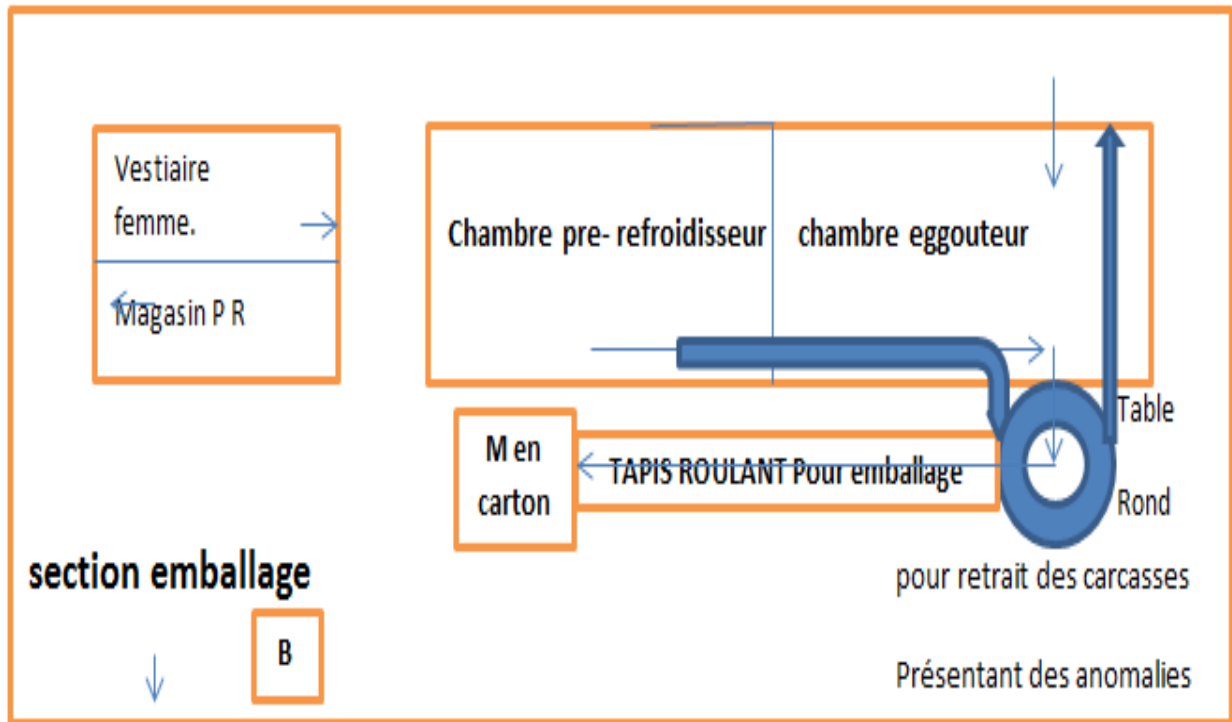 Vestiaire
femme.
Magasin P R
Chambre pre- refroidisseur
chambre eggouteur
Table
Rond
M en
carton
TAPIS ROULANT Pour emballage
section emballage
B
pour retrait des carcasses
Présentant des anomalies